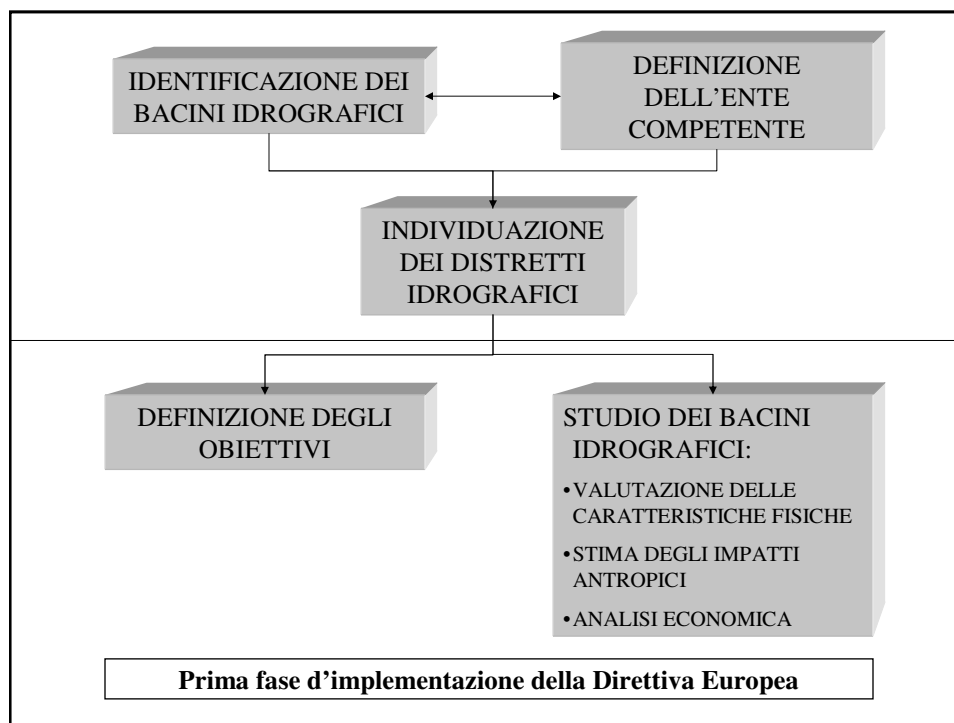 IDENTIFICAZIONE DEI
BACINI IDROGRAFICI
DEFINIZIONE
DELL'ENTE
COMPETENTE
INDIVIDUAZIONE
DEI DISTRETTI
IDROGRAFICI
DEFINIZIONE DEGLI
OBIETTIVI
STUDIO DEI BACINI
IDROGRAFICI:
•VALUTAZIONE DELLE
CARATTERISTICHE FISICHE
•STIMA DEGLI IMPATTI
ANTROPICI
•ANALISI ECONOMICA
Prima fase d'implementazione della Direttiva Europea